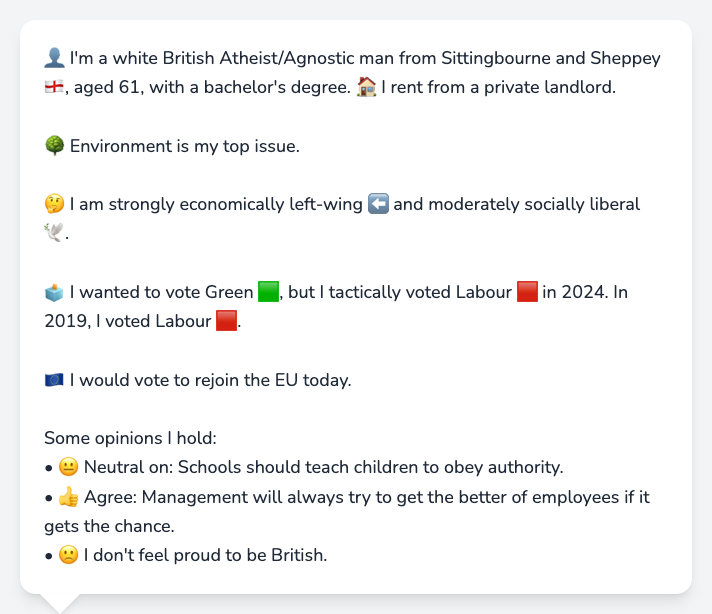 👤 I'm a white British Atheist/Agnostic man from Sittingbourne and Sheppey
🏴󠁧󠁢󠁥󠁮󠁧󠁿, aged 61, with a bachelor's degree. 🏠 I rent from a private landlord.
🌳 Environment is my top issue.
🤔 I am strongly economically left-wing ⬅️ and moderately socially liberal
🕊️.
🗳️ I wanted to vote Green 🟩, but I tactically voted Labour 🟥 in 2024. In
2019, I voted Labour 🟥.
🇪🇺 I would vote to rejoin the EU today.
Some opinions I hold:
• 😐 Neutral on: Schools should teach children to obey authority.
• 👍 Agree: Management will always try to get the better of employees if it
gets the chance.
• 🙁 I don't feel proud to be British.